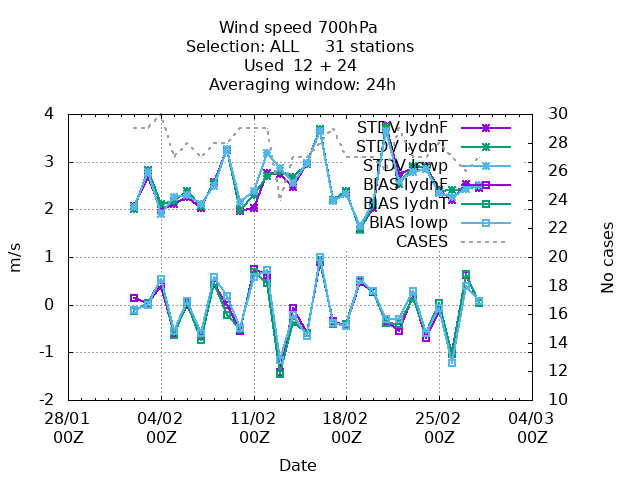 Wind speed 700hPa
Selection: ALL 31 stations
Used 12 + 24
Averaging window: 24h
4
3
2
1
0
-1
-2
m/s
30
28
26
24
22
20
18
16
14
12
10
No cases
STDV lydnF
STDV lydnT
STDV lowp
BIAS lydnF
BIAS lydnT
BIAS lowp
CASES
28/01 04/02 11/02 18/02 25/02 04/03
00Z 00Z 00Z 00Z 00Z 00Z
Date